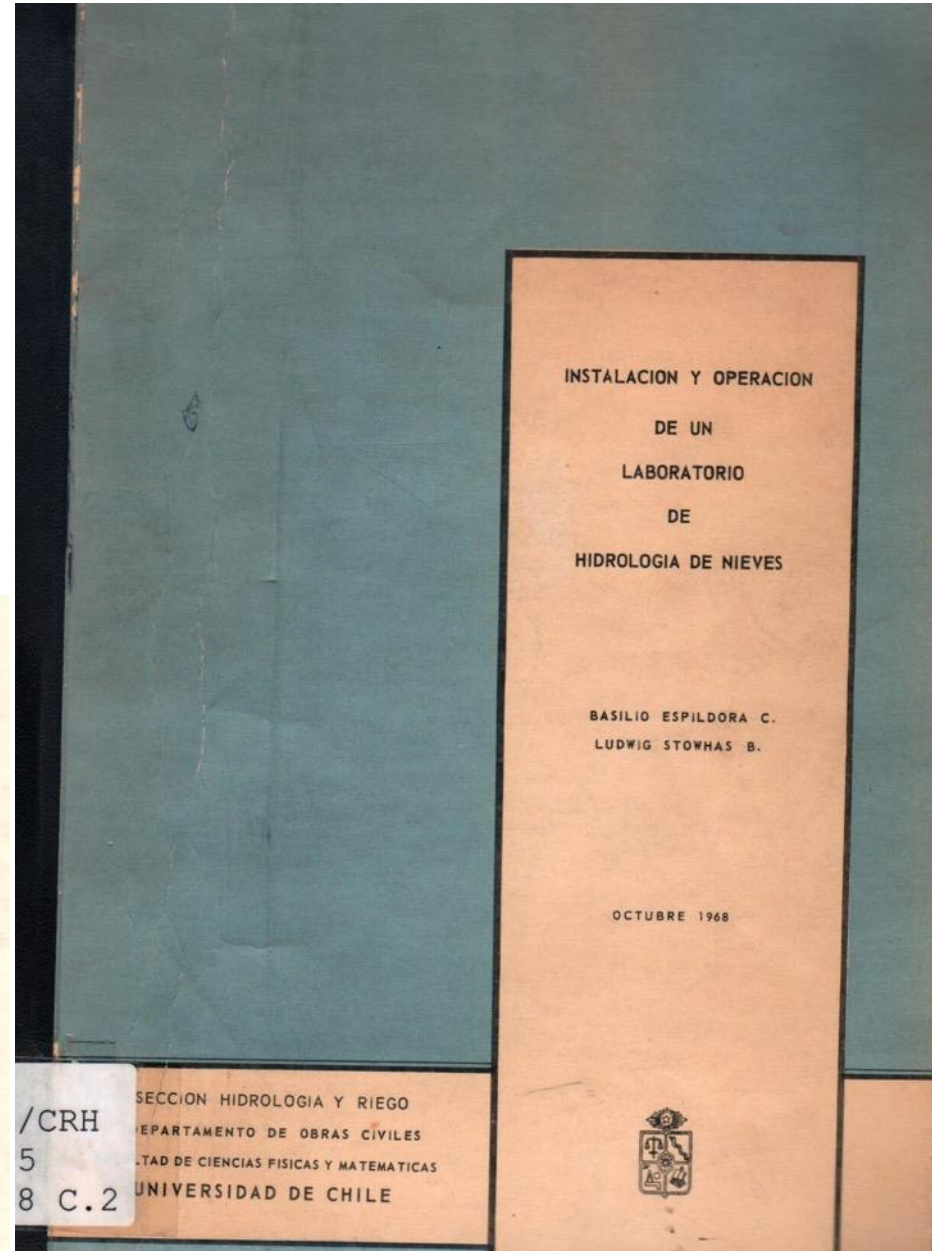 INSTALACION Y OPERACION
DE UN
LABORATORIO
DE
HIDROLOGIA DE NIEVES
BASILIO ESPILDORA C.
LUDWIG STOWHAS B.
OCTUBRE 1968
SECCION HIDROLOGIA Y RIEGO
EPARTAMENTO DE OBRAS CIVILES
LTAD DE CIENCIAS FISICAS Y MATEMATICAS
UNIVERSIDAD DE CHILE
/CRH
5
8 C.2